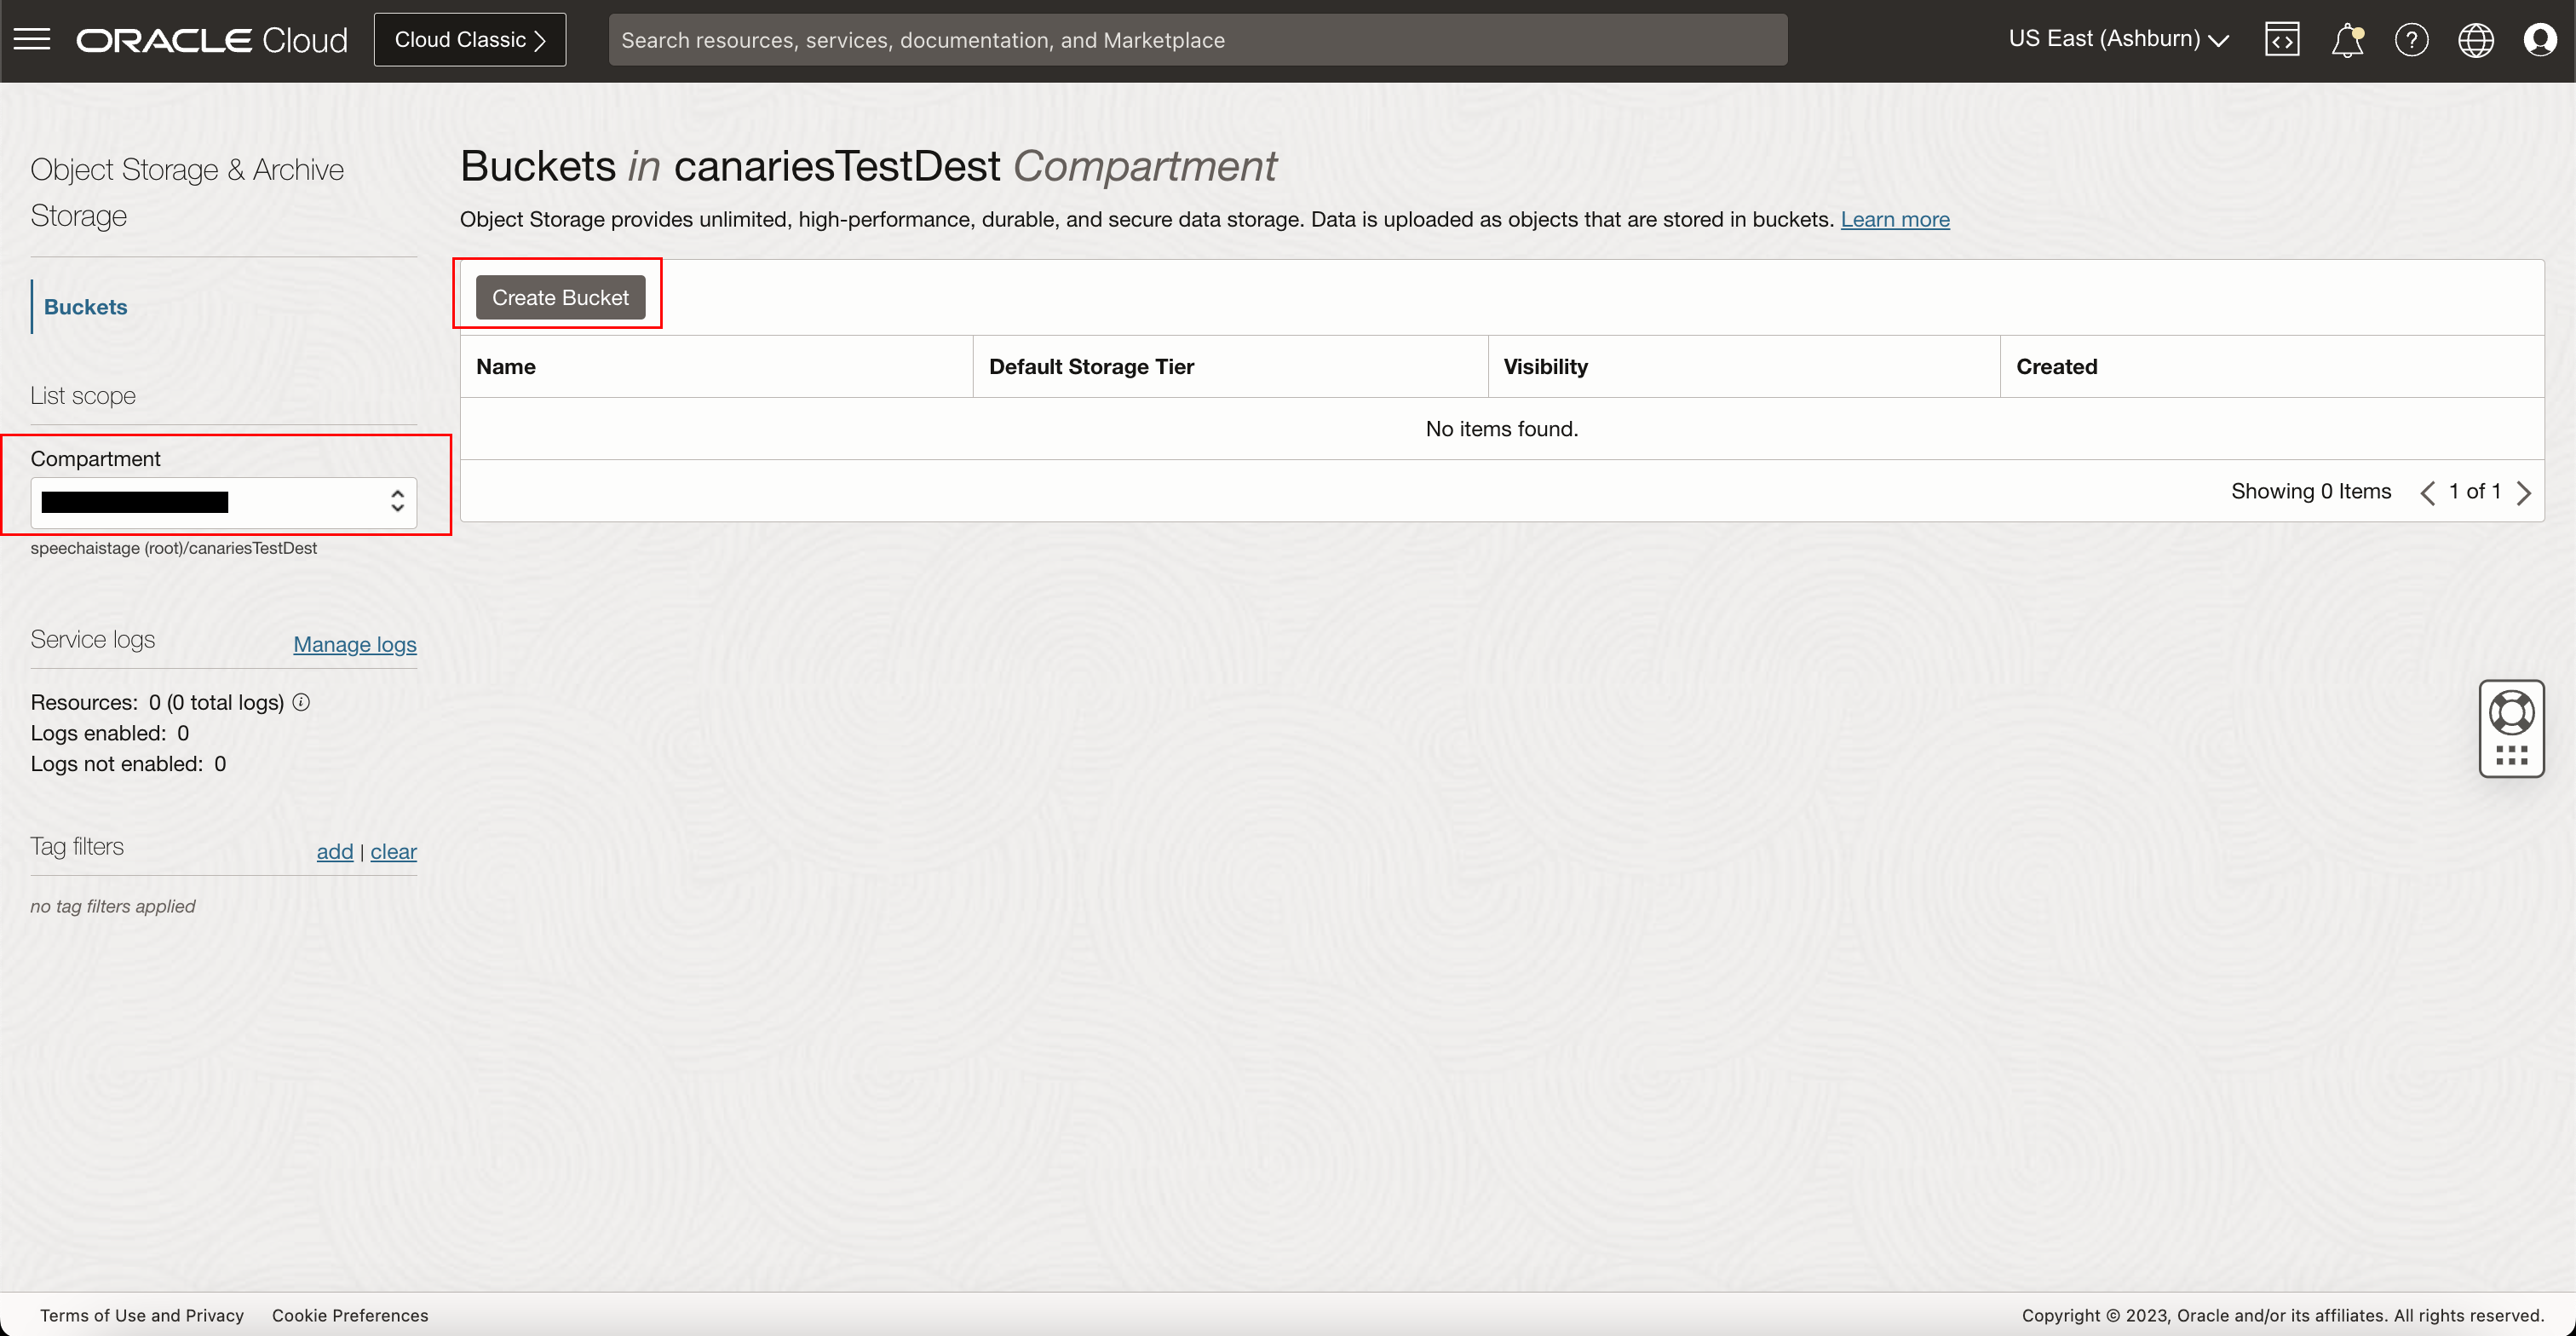 ORACLE Cloud
Cloud Classic
Search resources, services, documentation, and Marketplace
US East (Ashburn)
Object Storage & Archive
Storage
Buckets
List scope
Compartment
speechaistage (root)/canariesTestDest
Service logs
Manage logs
Resources: 0 (0 total logs)
Logs enabled: 0
Logs not enabled: 0
Tag filters
add | clear
no tag filters applied
Buckets in canariesTestDest Compartment
Object Storage provides unlimited, high-performance, durable, and secure data storage. Data is uploaded as objects that are stored in buckets. Learn more
Create Bucket
Name Default Storage Tier Visibility Created
No items found.
Showing 0 Items 1 of 1
Terms of Use and Privacy Cookie Preferences
Copyright © 2023, Oracle and/or its affiliates. All rights reserved.